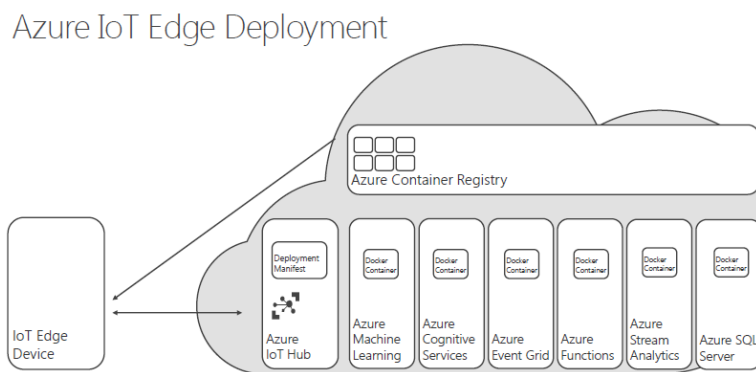 Azure IoT Edge Deployment
Azure Container Registry
Deployment
Manifest
Docker
Container
Docker
Container
Docker
Container
Docker
Container
Docker
Container
Docker
Container
IoT Edge
Device
Azure
IoT Hub
Azure
Machine
Learning
Azure
Cognitive
Services
Azure
Event Grid
Azure
Functions
Azure
Stream
Analytics
Azure SQL
Server